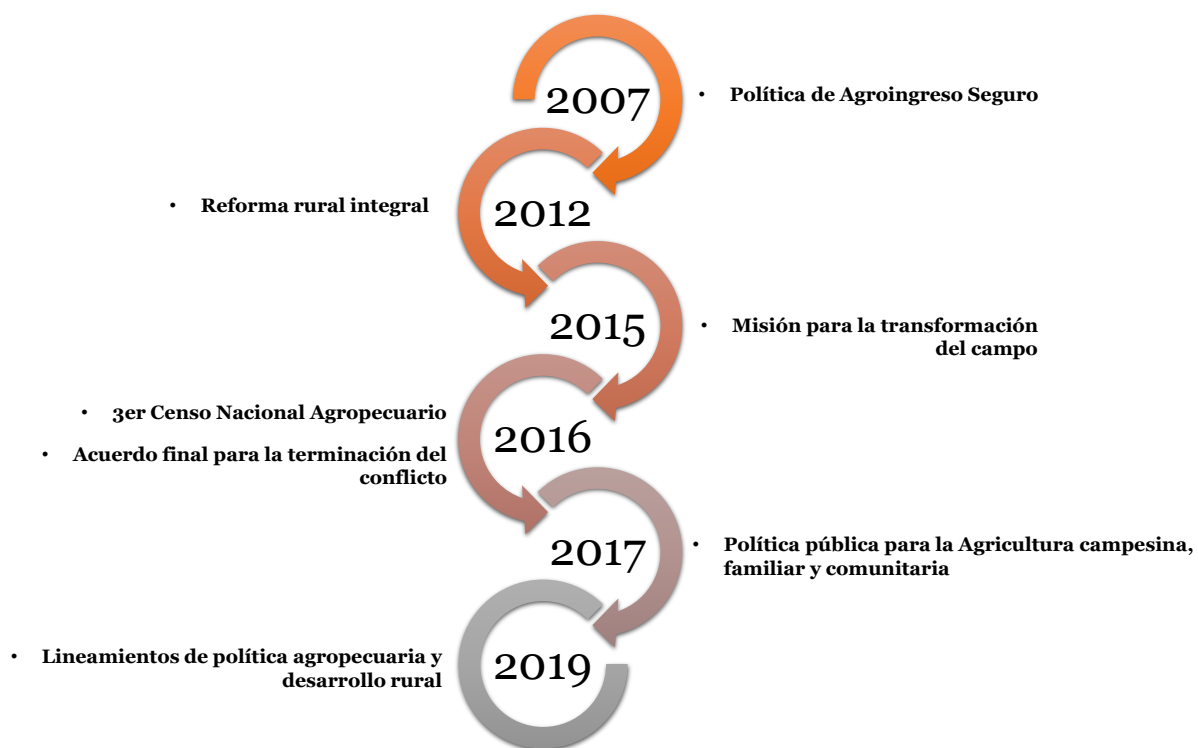 2007
• Política de Agroingreso Seguro
• Reforma rural integral
2012
2015
• Misión para la transformación
del campo
• 3er Censo Nacional Agropecuario
• Acuerdo final para la terminación del
conflicto
2016
2017
• Política pública para la Agricultura campesina,
familiar y comunitaria
• Lineamientos de política agropecuaria y
desarrollo rural
2019